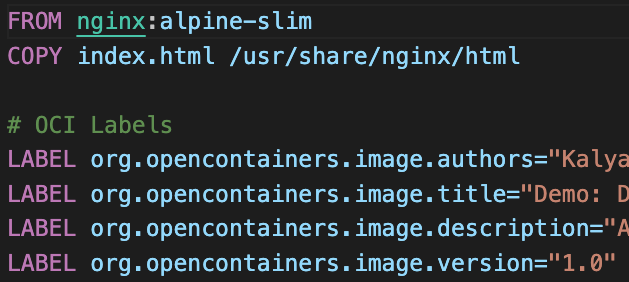 FROM nginx:alpine-slim
COPY index.html /usr/share/nginx/html
# OCI Labels
LABEL org.opencontainers.image.authors="Kalya
LABEL org.opencontainers.image.title="Demo: D
LABEL org.opencontainers.image.description="A
LABEL org.opencontainers.image.version="1.0"